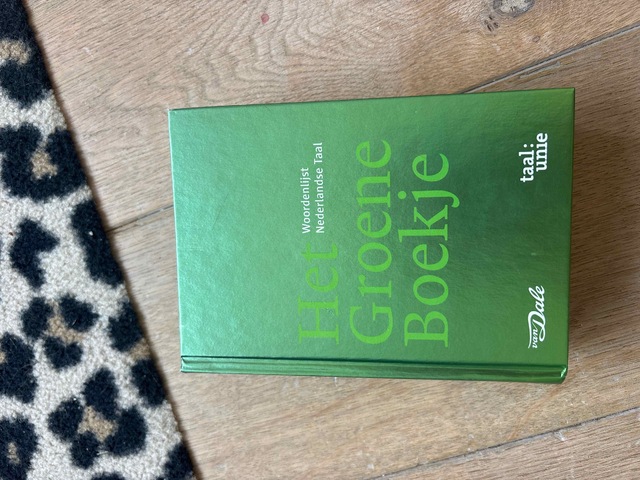 Woordenlijst
Nederlandse Taal
Het
Groene
Boekje
van Dale
taal:
unie